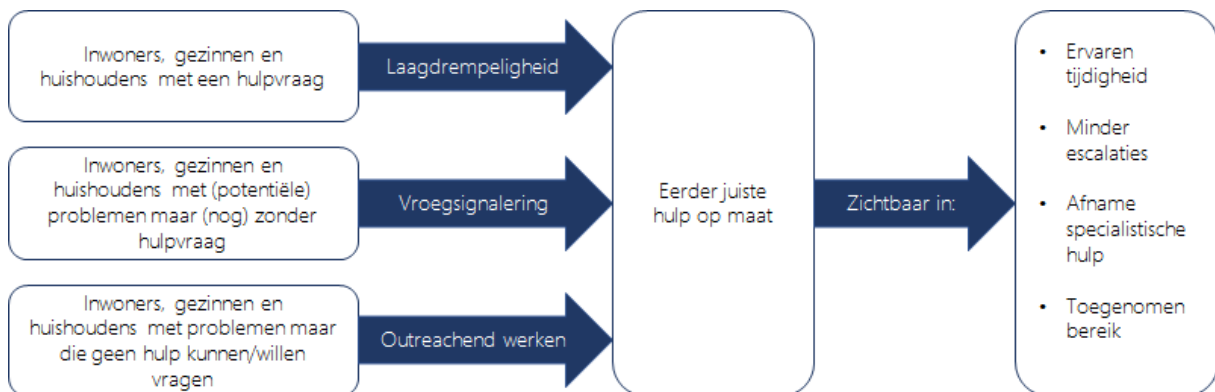 Inwoners, gezinnen en
huishoudens met een hulpvraag
Laagdrempeligheid
Inwoners, gezinnen en
huishoudens met (potentiële)
problemen maar (nog) zonder
hulpvraag
Vroegsignalering
Inwoners, gezinnen en
huishoudens met problemen maar
die geen hulp kunnen/willen
vragen
Outreachend werken
Eerder juiste
hulp op maat
Zichtbaar in:
• Ervaren
tijdigheid
• Minder
escalaties
• Afname
specialistische
hulp
• Toegenomen
bereik